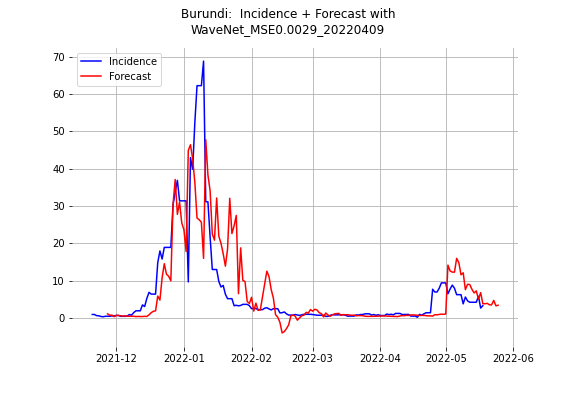 Burundi:  Incidence + Forecast with
WaveNet_MSE0.0029_20220409
Incidence
Forecast
70
60
50
40
30
20
10
0
2021-12 2022-01 2022-02 2022-03 2022-04 2022-05 2022-06